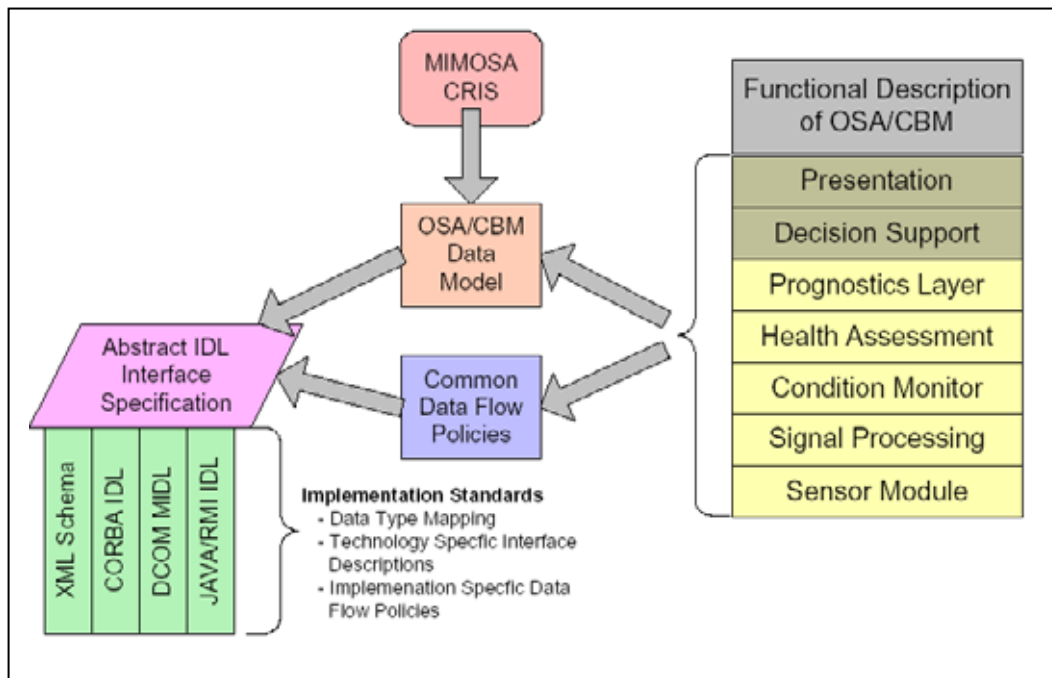 MIMOSA
CRIS
OSA/CBM
Data
Model
Common
Data Flow
Policies
Abstract IDL
Interface
Specification
XML Schema
CORBA IDL
DCOM MIDL
JAVA/RMI IDL
Implementation Standards
- Data Type Mapping
- Technology Specfic Interface
Descriptions
- Implemenation Specfic Data
Flow Policies
Functional Description
of OSA/CBM
Presentation
Decision Support
Prognostics Layer
Health Assessment
Condition Monitor
Signal Processing
Sensor Module